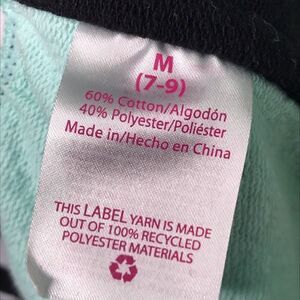 M
(7-9)
60% Cotton/Algodón
40% Polyester/Poliéster
Made in/Hecho en China
THIS LABEL YARN IS MADE
OUT OF 100% RECYCLED
POLYESTER MATERIALS